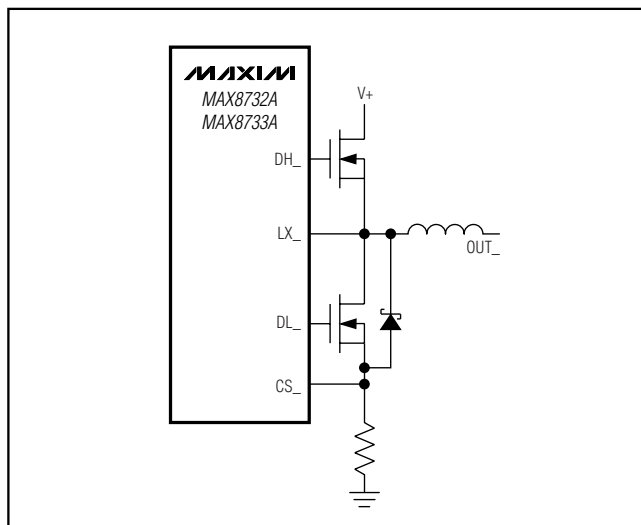 MAXIM
MAX8732A
MAX8733A
V+
DH_
LX_
OUT_
DL_
CS_